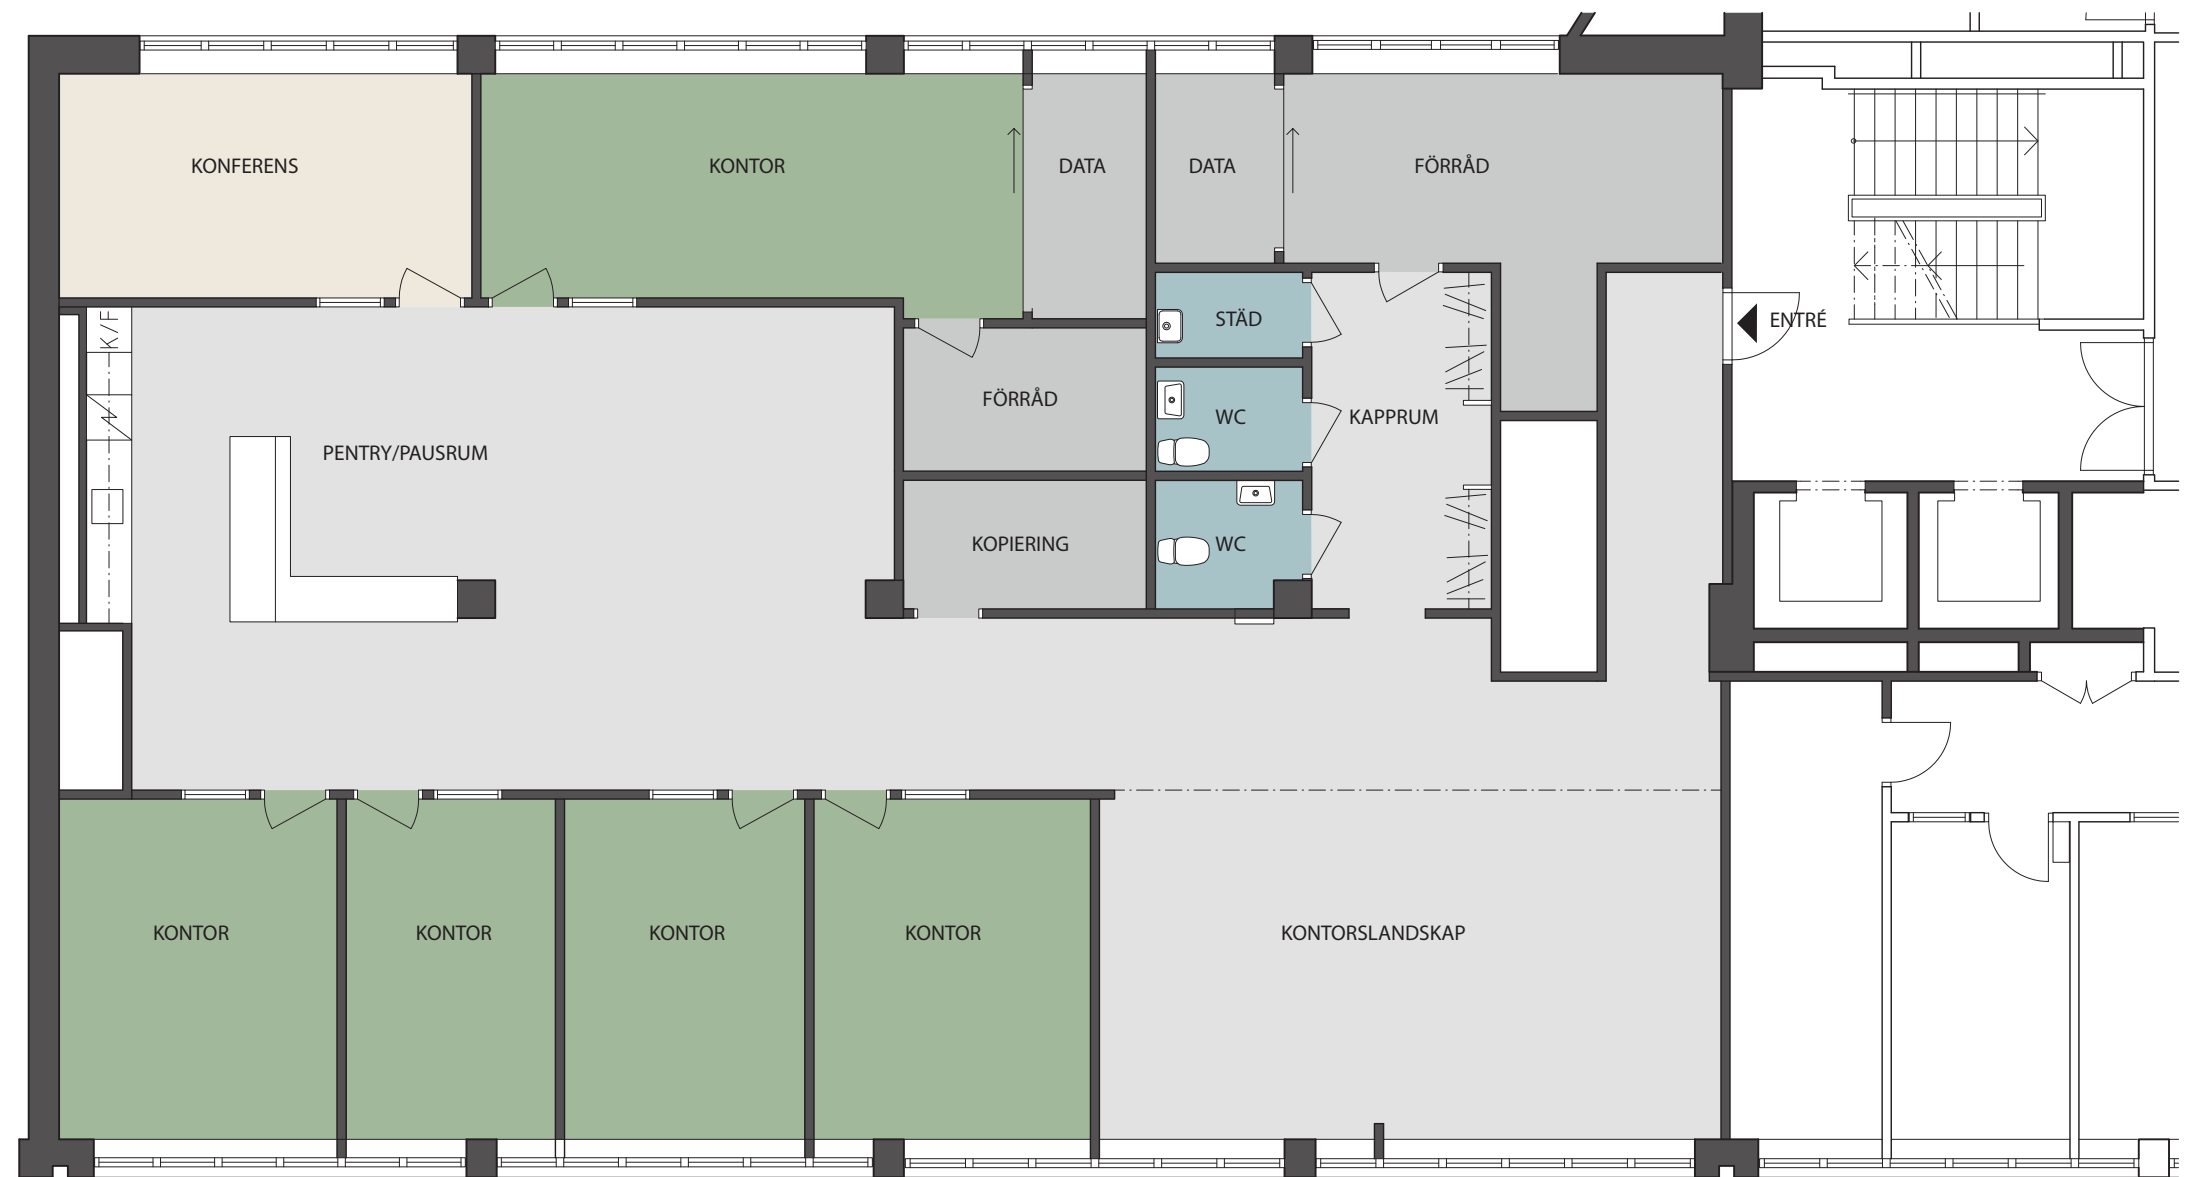 KONFERENS
KONTOR
DATA
DATA
FÖRRÅD
K/F
STÄD
ENTRÉ
FÖRRÅD
WC
KAPPRUM
PENTRY/PAUSRUM
KOPIERING
WC
KONTOR
KONTOR
KONTOR
KONTOR
KONTORSLANDSKAP